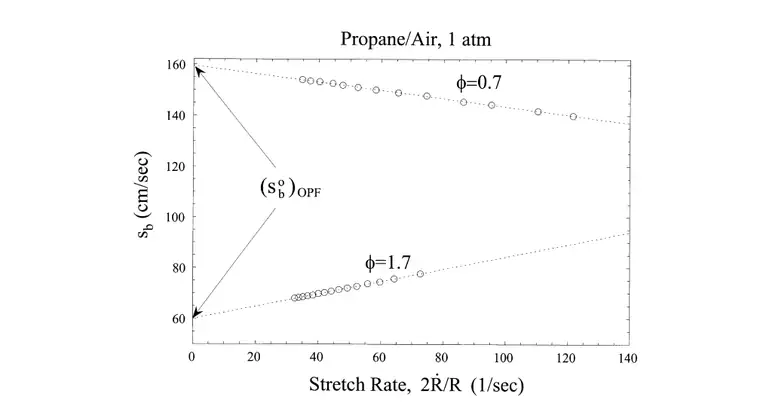 Propane/Air, 1 atm
160
140
120
100
80
60
0
20
40
60
80
100
120
140
ϕ=0.7
(s_b^o)_OPF
ϕ=1.7
s_b (cm/sec)
Stretch Rate, 2Ṙ/R (1/sec)